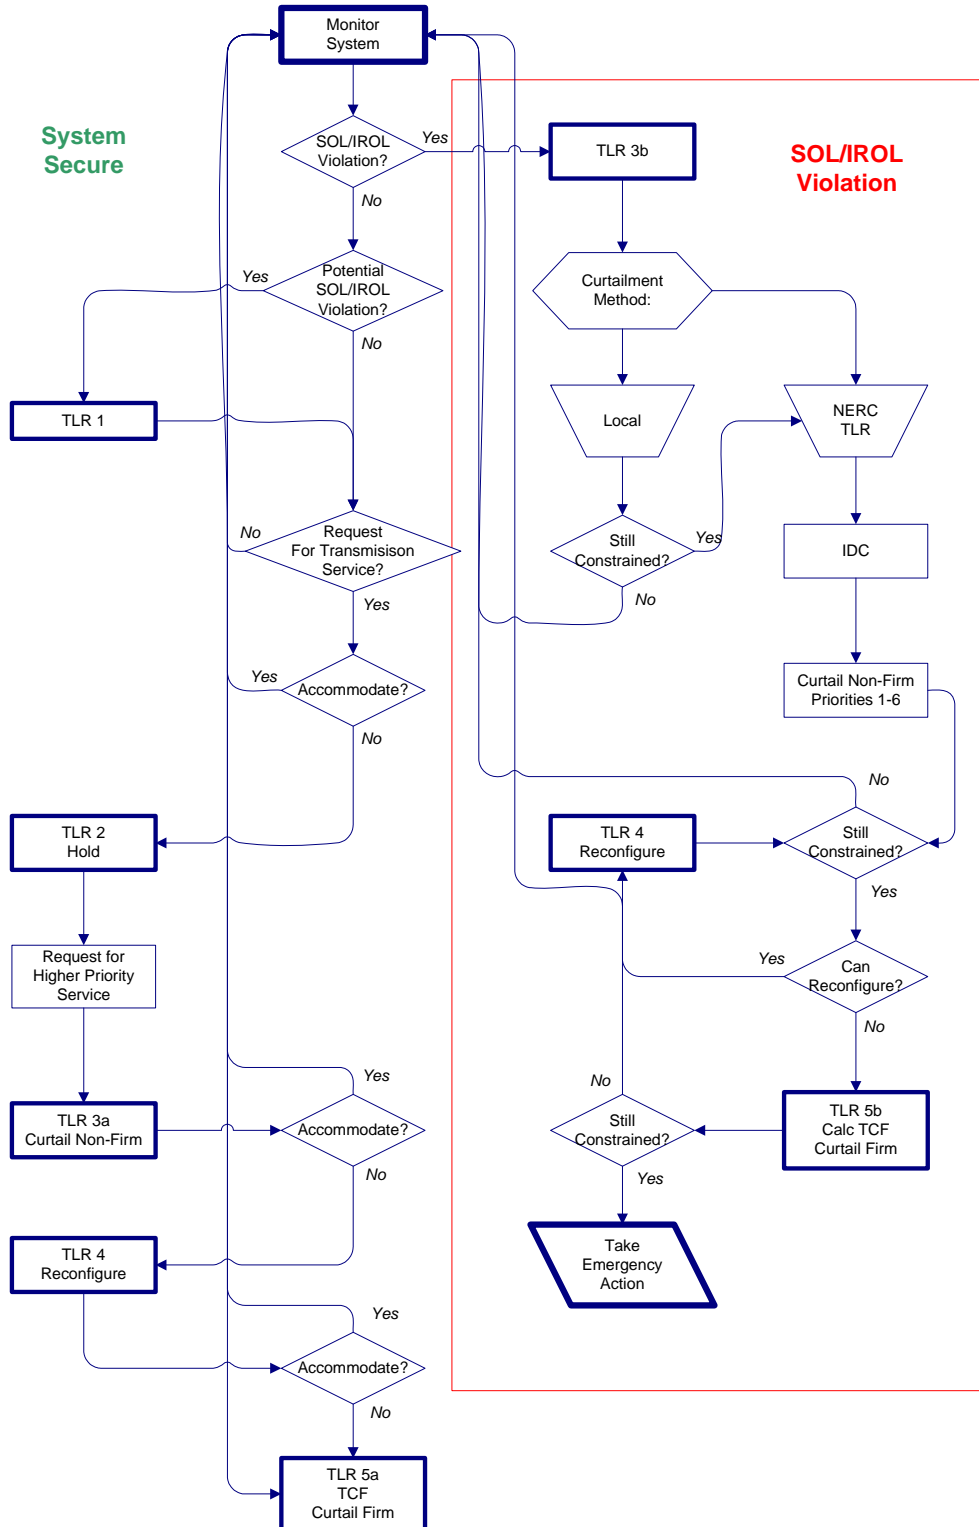 Monitor
System
System
Secure
SOL/IROL
Violation?
Yes
No
TLR 3b
SOL/IROL
Violation
Potential
SOL/IROL
Violation?
Yes
No
Curtailment
Method:
TLR 1
Local
NERC
TLR
Request
For Transmisison
Service?
No
Yes
Still
Constrained?
Yes
No
IDC
Accommodate?
Yes
No
Curtail Non-Firm
Priorities 1-6
No
TLR 2
Hold
TLR 4
Reconfigure
Still
Constrained?
Yes
Request for
Higher Priority
Service
Can
Reconfigure?
Yes
No
TLR 3a
Curtail Non-Firm
Yes
Accommodate?
No
No
Still
Constrained?
Yes
TLR 5b
Calc TCF
Curtail Firm
TLR 4
Reconfigure
Take
Emergency
Action
Yes
Accommodate?
No
TLR 5a
TCF
Curtail Firm